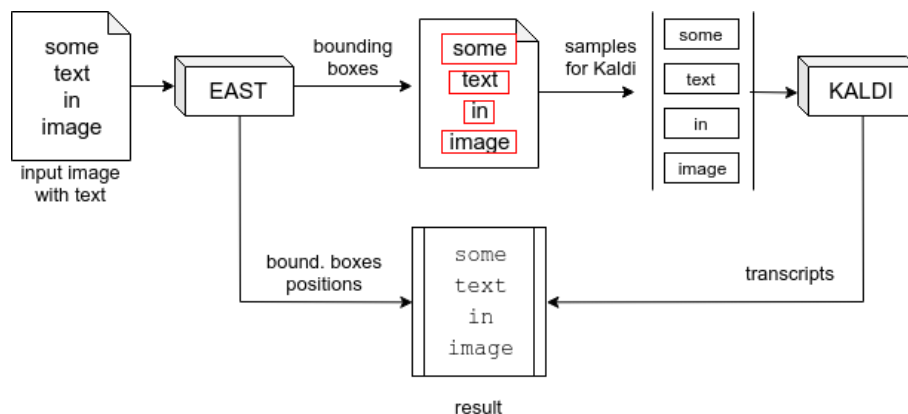 some
text
in
image
input image
with text
EAST
bounding
boxes
some
text
in
image
samples
for Kaldi
some
text
in
image
KALDI
bound. boxes
positions
some
text
in
image
result
transcripts